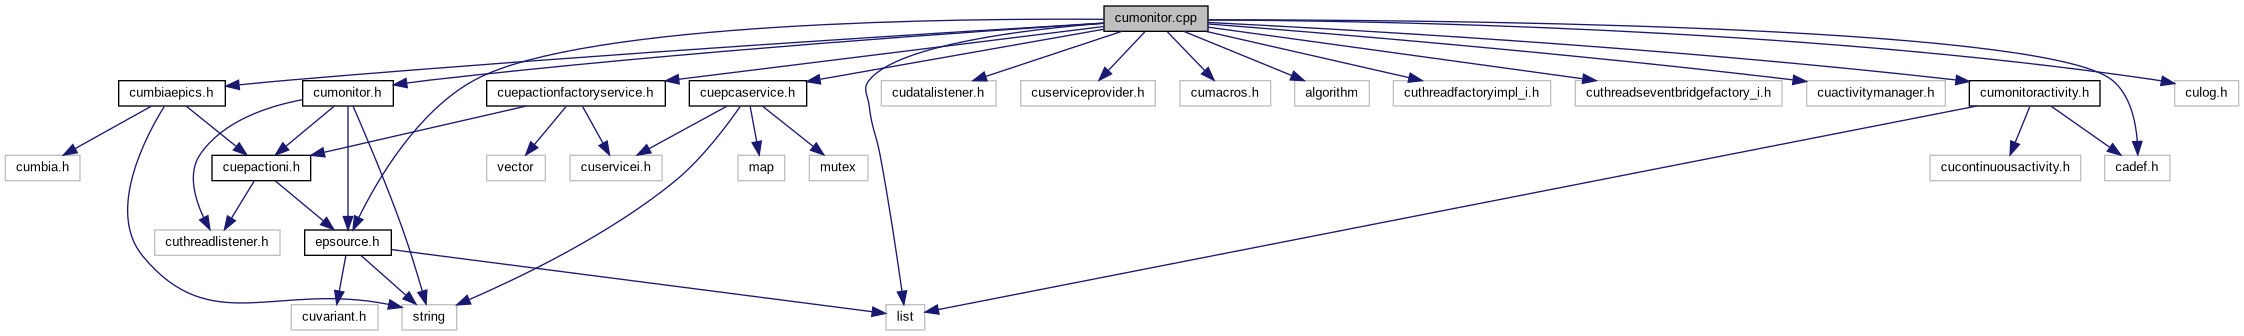 cumonitor.cpp
cumbiaepics.h
cumonitor.h
cuepactionfactoryservice.h
cuepcaservice.h
cudatalistener.h
cuserviceprovider.h
cumacros.h
algorithm
cuthreadfactoryimpl_i.h
cuthreadseventbridgefactory_i.h
cuactivitymanager.h
cumonitoractivity.h
culog.h
cumbia.h
cuepactioni.h
vector
cuservicei.h
map
mutex
cucontinuousactivity.h
cadef.h
cuthreadlistener.h
epsource.h
cuvariant.h
string
list